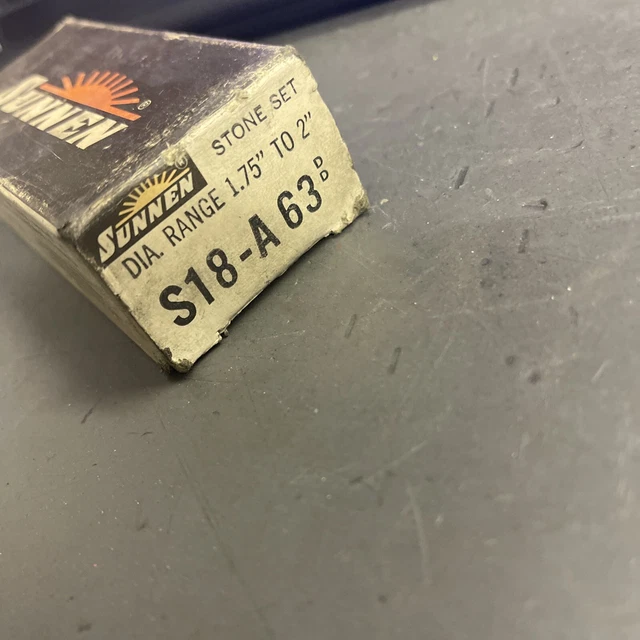 SUNNEN
®
SUNNEN®
STONE SET
DIA. RANGE 1.75" TO 2"
S18-A 63 D